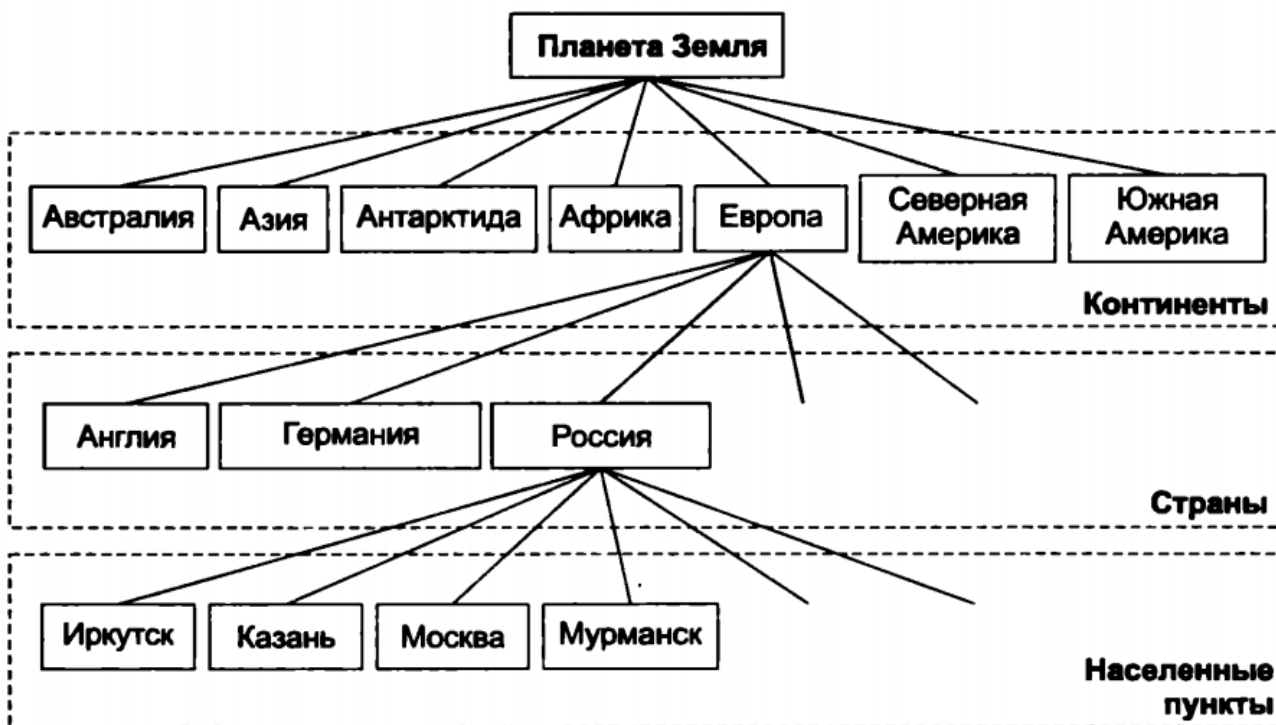 Планета Земля
Австралия
Азия
Антарктида
Африка
Европа
Северная
Америка
Южная
Америка
Континенты
Англия
Германия
Россия
Страны
Иркутск
Казань
Москва
Мурманск
Населенные
пункты